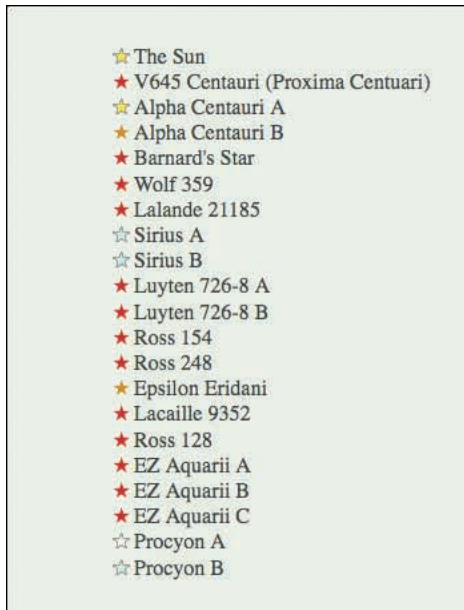 The Sun
V645 Centauri (Proxima Centuari)
Alpha Centauri A
Alpha Centauri B
Barnard's Star
Wolf 359
Lalande 21185
Sirius A
Sirius B
Luyten 726-8 A
Luyten 726-8 B
Ross 154
Ross 248
Epsilon Eridani
Lacaille 9352
Ross 128
EZ Aquarii A
EZ Aquarii B
EZ Aquarii C
Procyon A
Procyon B